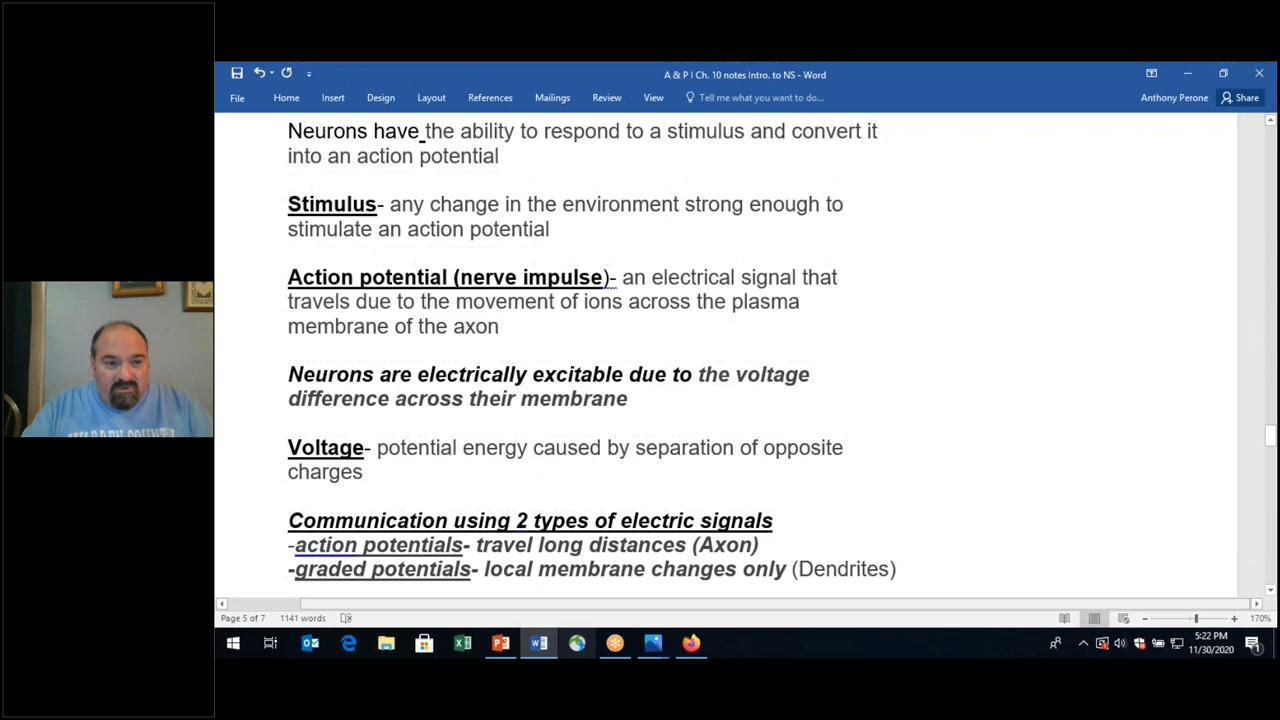 A & P I Ch. 10 notes Intro. to NS - Word
File Home Insert Design Layout References Mailings Review View Tell me what you want to do... Anthony Perone Share
Neurons have the ability to respond to a stimulus and convert it
into an action potential
Stimulus- any change in the environment strong enough to
stimulate an action potential
Action potential (nerve impulse)- an electrical signal that
travels due to the movement of ions across the plasma
membrane of the axon
Neurons are electrically excitable due to the voltage
difference across their membrane
Voltage- potential energy caused by separation of opposite
charges
Communication using 2 types of electric signals
-action potentials- travel long distances (Axon)
-graded potentials- local membrane changes only (Dendrites)
Page 5 of 7 1141 words 170%
5:22 PM
11/30/2020